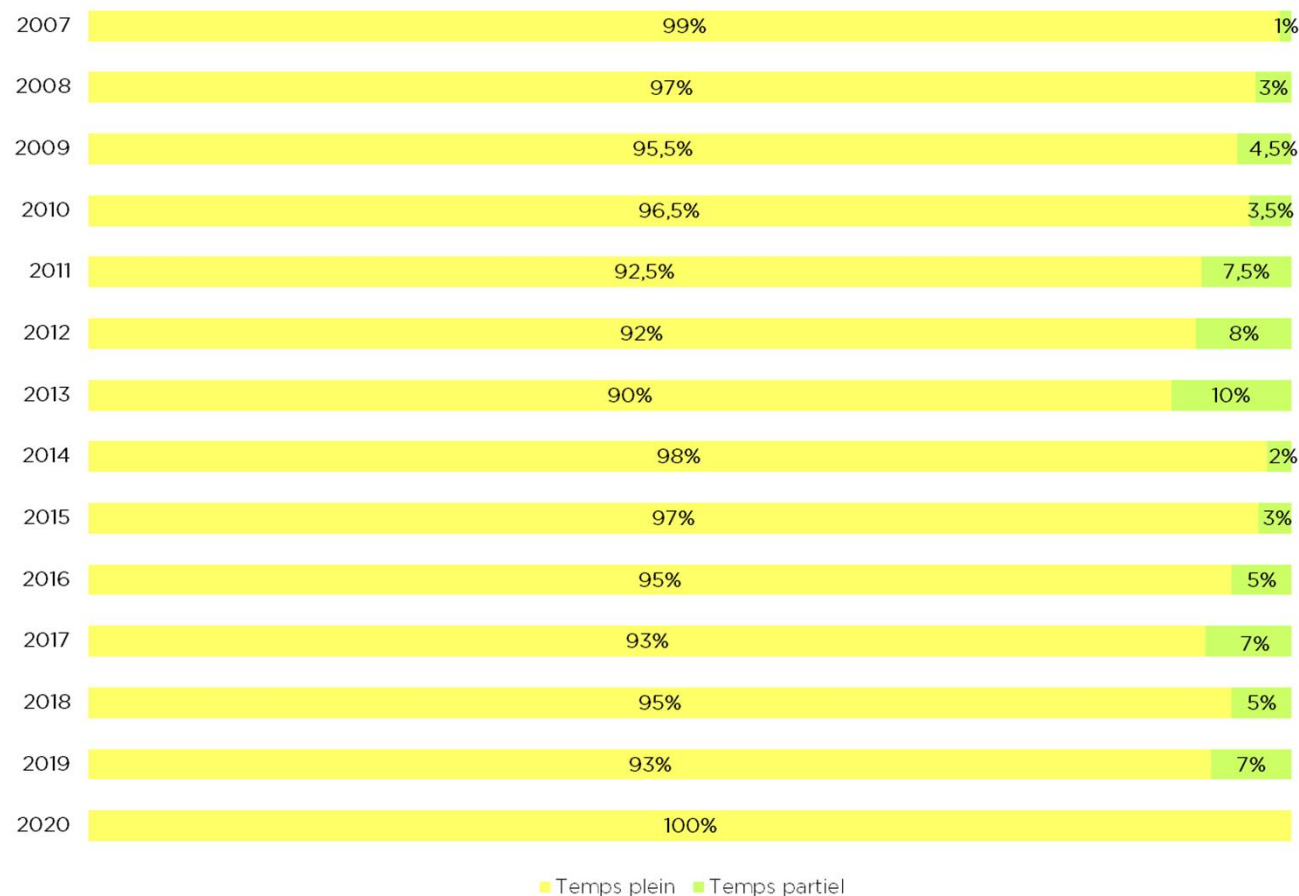 2007 99% 1%
2008 97% 3%
2009 95,5% 4,5%
2010 96,5% 3,5%
2011 92,5% 7,5%
2012 92% 8%
2013 90% 10%
2014 98% 2%
2015 97% 3%
2016 95% 5%
2017 93% 7%
2018 95% 5%
2019 93% 7%
2020 100%
Temps plein Temps partiel